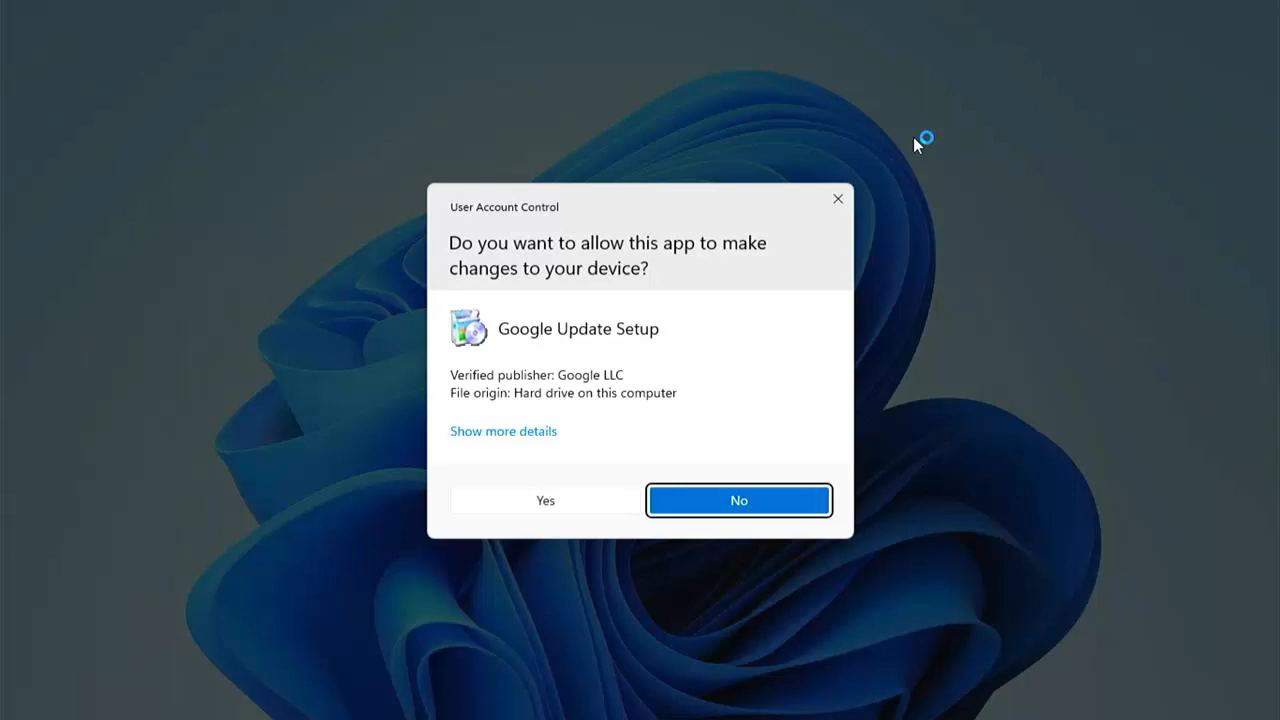 User Account Control
Do you want to allow this app to make
changes to your device?
Google Update Setup
Verified publisher: Google LLC
File origin: Hard drive on this computer
Show more details
Yes
No